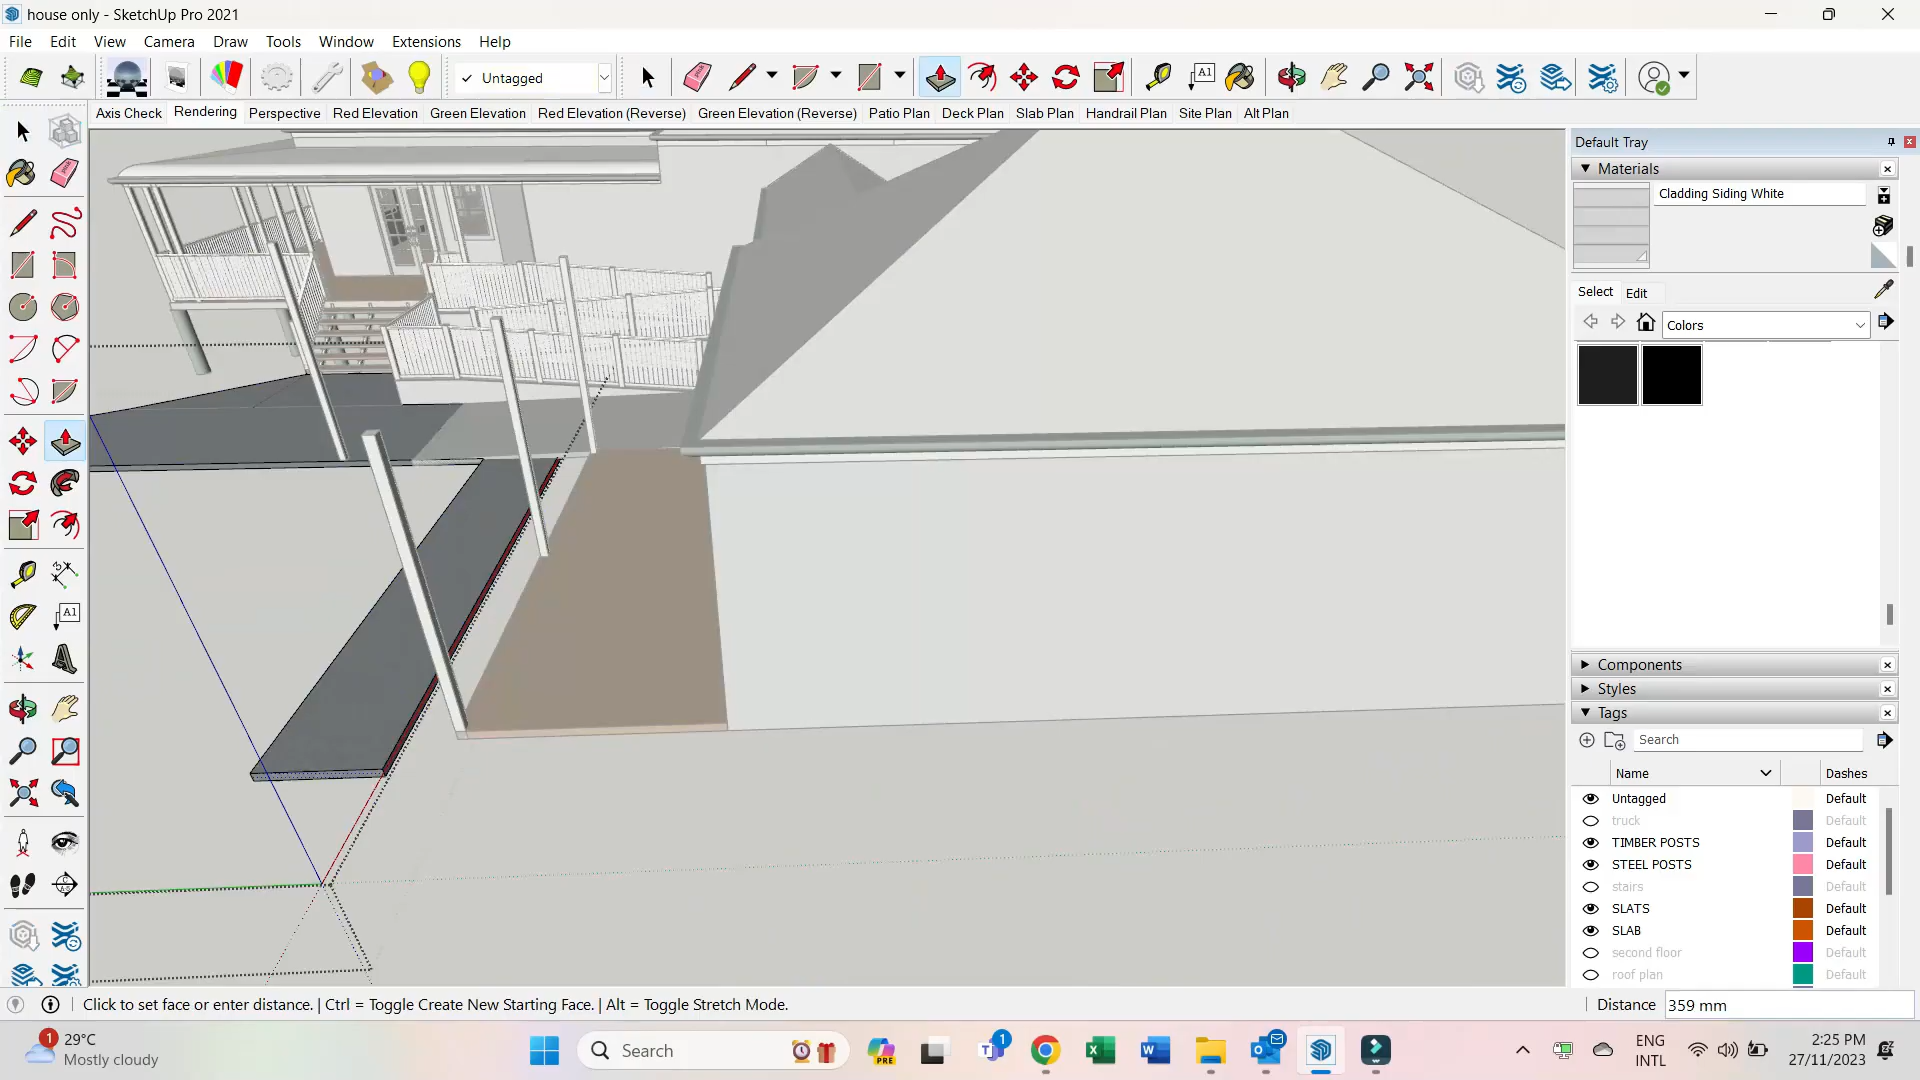 house only - SketchUp Pro 2021
File Edit View Camera Draw Tools Window Extensions Help
Untagged
Axis Check Rendering Perspective Red Elevation Green Elevation Red Elevation (Reverse) Green Elevation (Reverse) Patio Plan Deck Plan Slab Plan Handrail Plan Site Plan Alt Plan
Default Tray
Materials
Cladding Siding White
Select Edit
Colors
Components
Styles
Tags
Search
Name Dashes
Untagged Default
truck Default
TIMBER POSTS Default
STEEL POSTS Default
stairs Default
SLATS Default
SLAB Default
second floor Default
roof plan Default
Click to set face or enter distance. | Ctrl = Toggle Create New Starting Face. | Alt = Toggle Stretch Mode.
Distance 359 mm
1 29°C
Mostly cloudy
Search
PRE
1
ENG
INTL
2:25 PM
27/11/2023